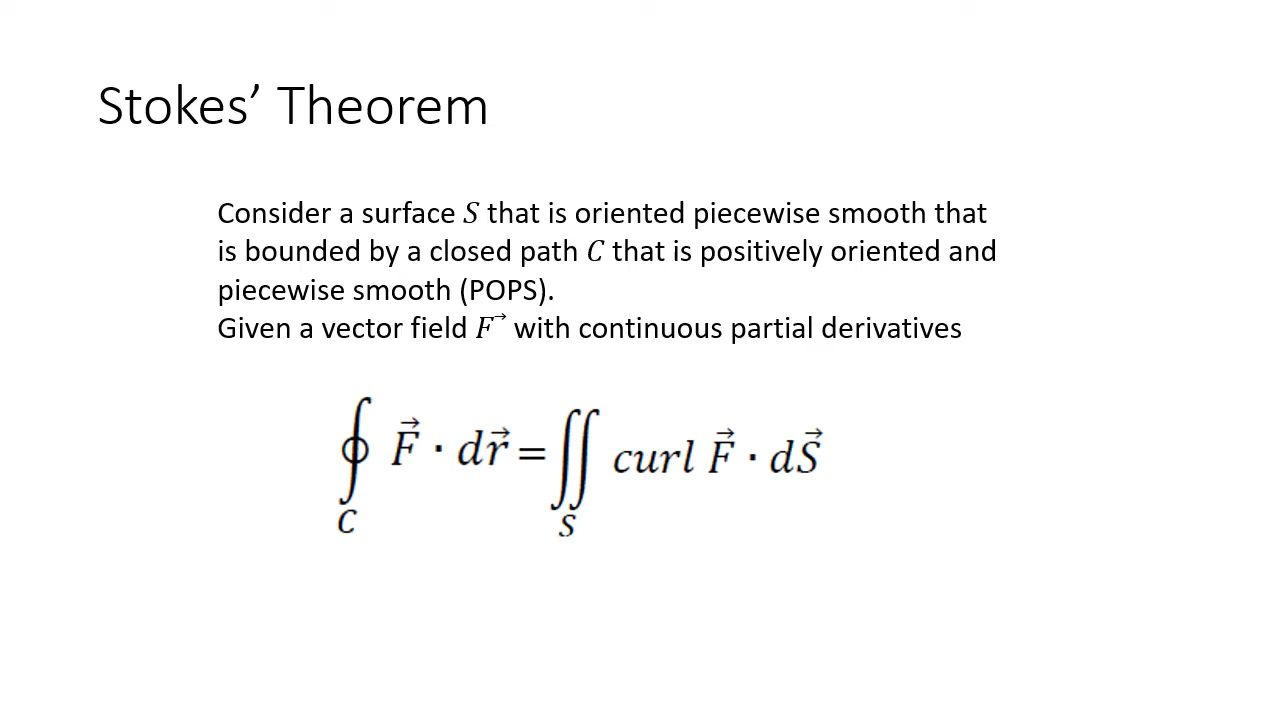 Stokes’ Theorem
Consider a surface S that is oriented piecewise smooth that
is bounded by a closed path C that is positively oriented and
piecewise smooth (POPS).
Given a vector field F⃗ with continuous partial derivatives
∮_C F⃗ · dr⃗ = ∬_S curl F⃗ · dS⃗